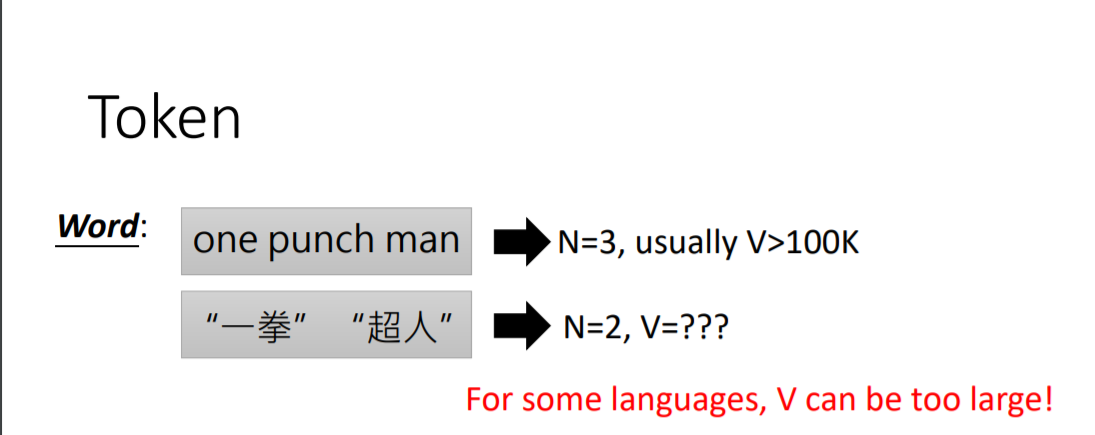 Token
Word: one punch man N=3, usually V>100K
“一拳” “超人” N=2, V=???
For some languages, V can be too large!